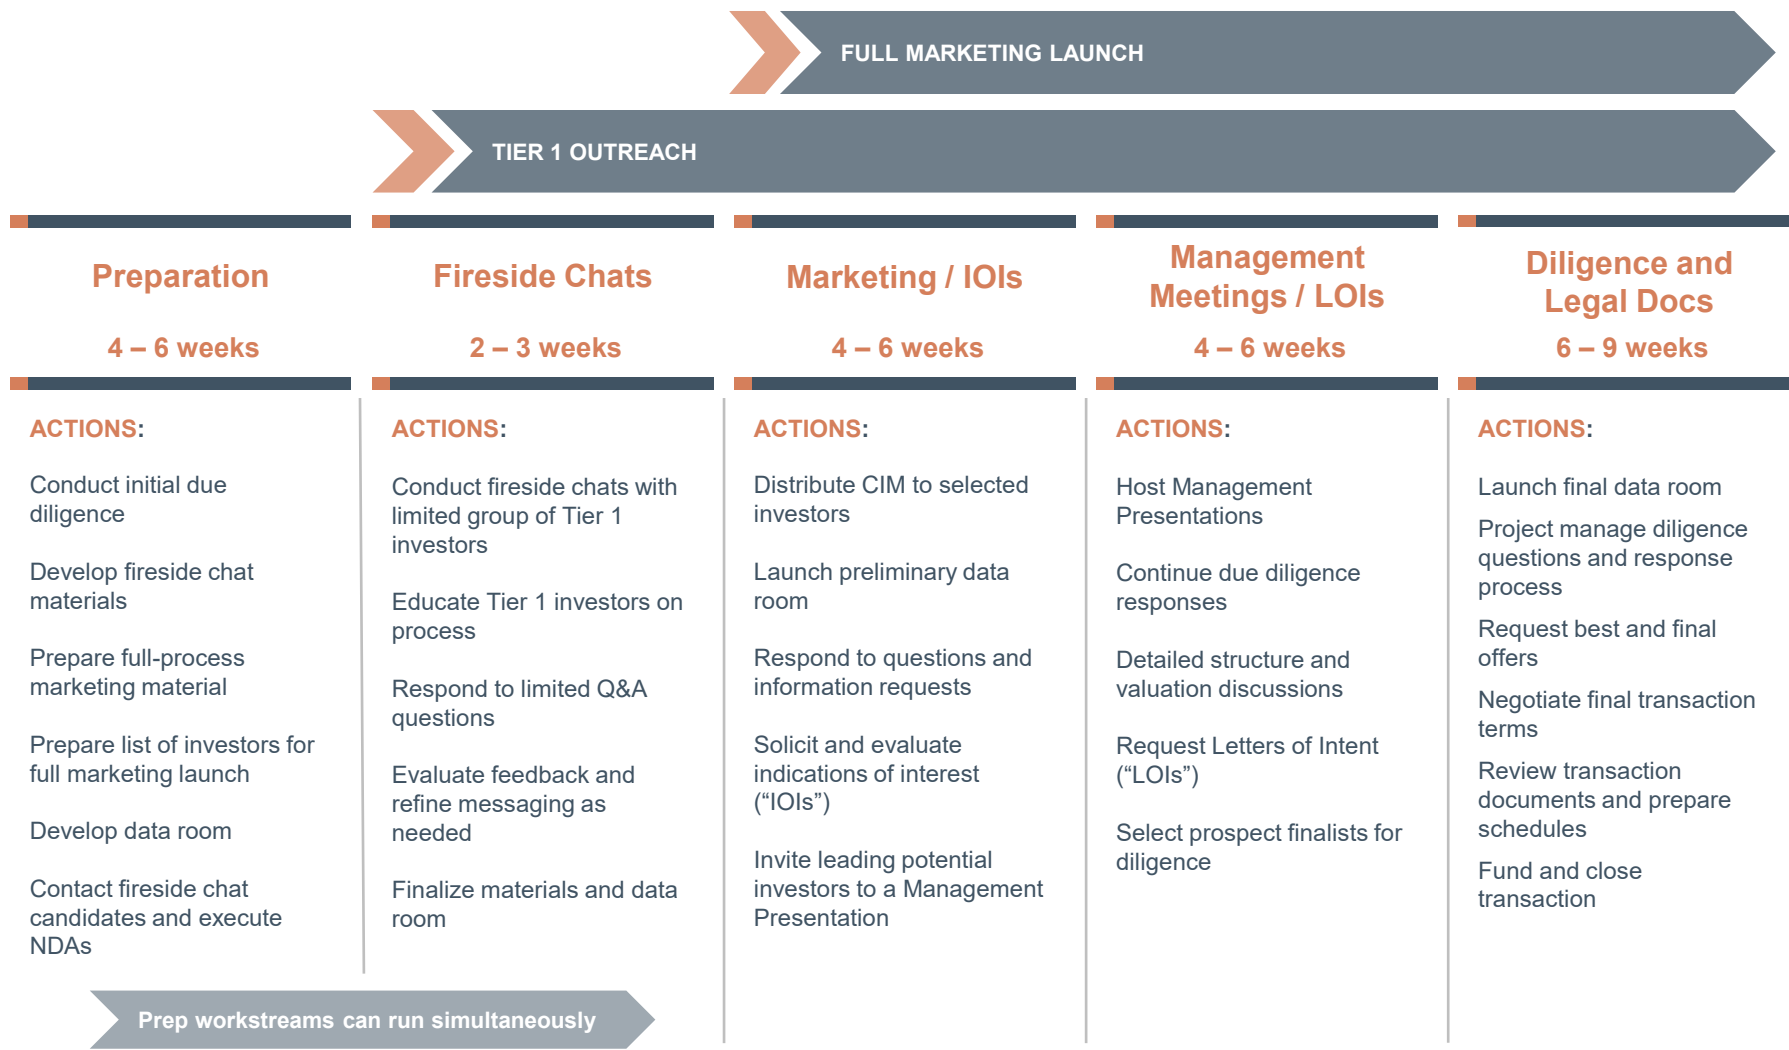 FULL MARKETING LAUNCH
TIER 1 OUTREACH
Preparation
4 – 6 weeks
ACTIONS:
Conduct initial due
diligence
Develop fireside chat
materials
Prepare full-process
marketing material
Prepare list of investors for
full marketing launch
Develop data room
Contact fireside chat
candidates and execute
NDAs
Fireside Chats
2 – 3 weeks
ACTIONS:
Conduct fireside chats with
limited group of Tier 1
investors
Educate Tier 1 investors on
process
Respond to limited Q&A
questions
Evaluate feedback and
refine messaging as
needed
Finalize materials and data
room
Prep workstreams can run simultaneously
Marketing / IOIs
4 – 6 weeks
ACTIONS:
Distribute CIM to selected
investors
Launch preliminary data
room
Respond to questions and
information requests
Solicit and evaluate
indications of interest
(“IOIs”)
Invite leading potential
investors to a Management
Presentation
Management
Meetings / LOIs
4 – 6 weeks
ACTIONS:
Host Management
Presentations
Continue due diligence
responses
Detailed structure and
valuation discussions
Request Letters of Intent
(“LOIs”)
Select prospect finalists for
diligence
Diligence and
Legal Docs
6 – 9 weeks
ACTIONS:
Launch final data room
Project manage diligence
questions and response
process
Request best and final
offers
Negotiate final transaction
terms
Review transaction
documents and prepare
schedules
Fund and close
transaction